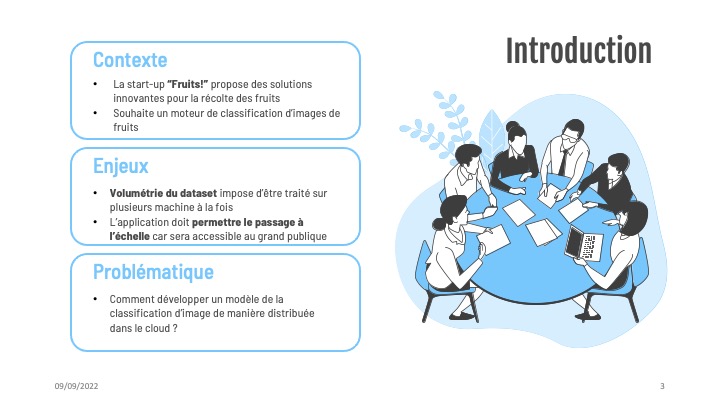 Introduction
Contexte
• La start-up “Fruits!” propose des solutions
innovantes pour la récolte des fruits
• Souhaite un moteur de classification d’images de
fruits
Enjeux
• Volumétrie du dataset impose d’être traité sur
plusieurs machine à la fois
• L’application doit permettre le passage à
l’échelle car sera accessible au grand publique
Problématique
• Comment développer un modèle de la
classification d’image de manière distribuée
dans le cloud ?
09/09/2022
3